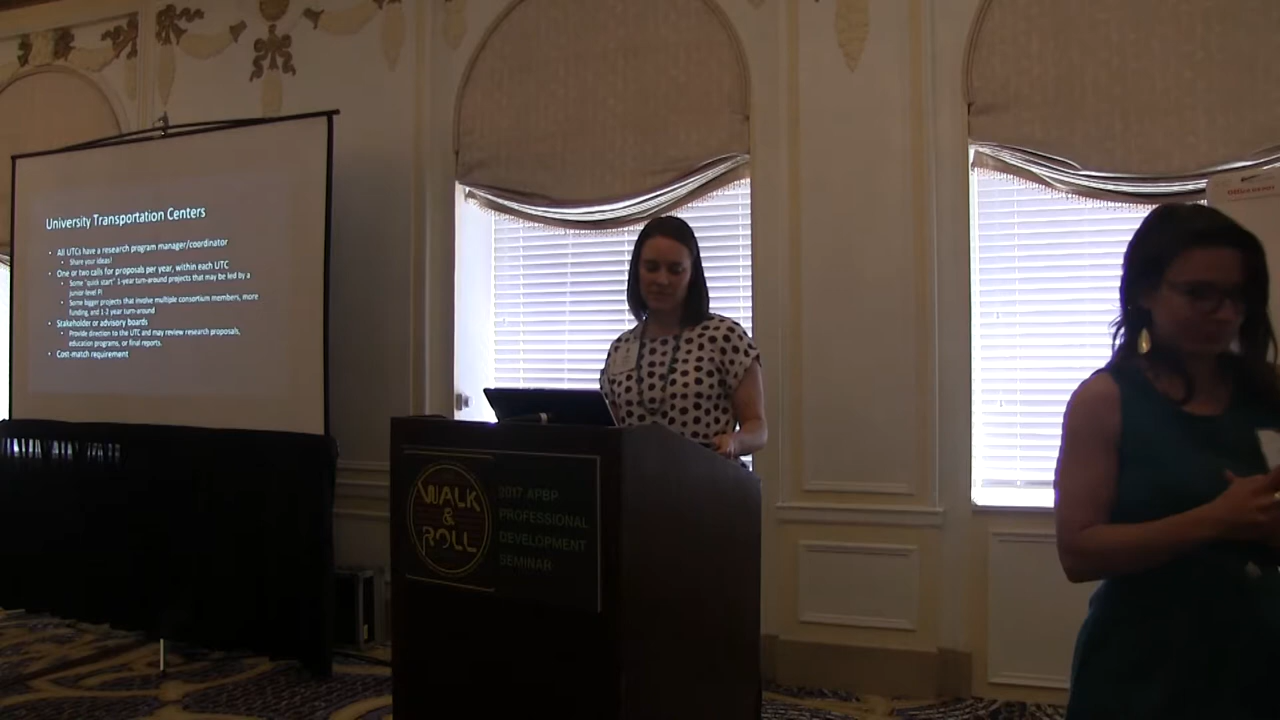 University Transportation Centers
All UTCs have a research program manager/coordinator
Share your ideas!
One or two calls for proposals per year, within each UTC
Some "quick start" 1-year turn-around projects that may be led by a
junior-level PI
Some bigger projects that involve multiple consortium members, more
funding, and 1-2 year turn-around
Stakeholder or advisory boards
Provide direction to the UTC and may review research proposals,
education programs, or final reports.
Cost-match requirement
WALK
&
ROLL
2017 APBP
PROFESSIONAL
DEVELOPMENT
SEMINAR